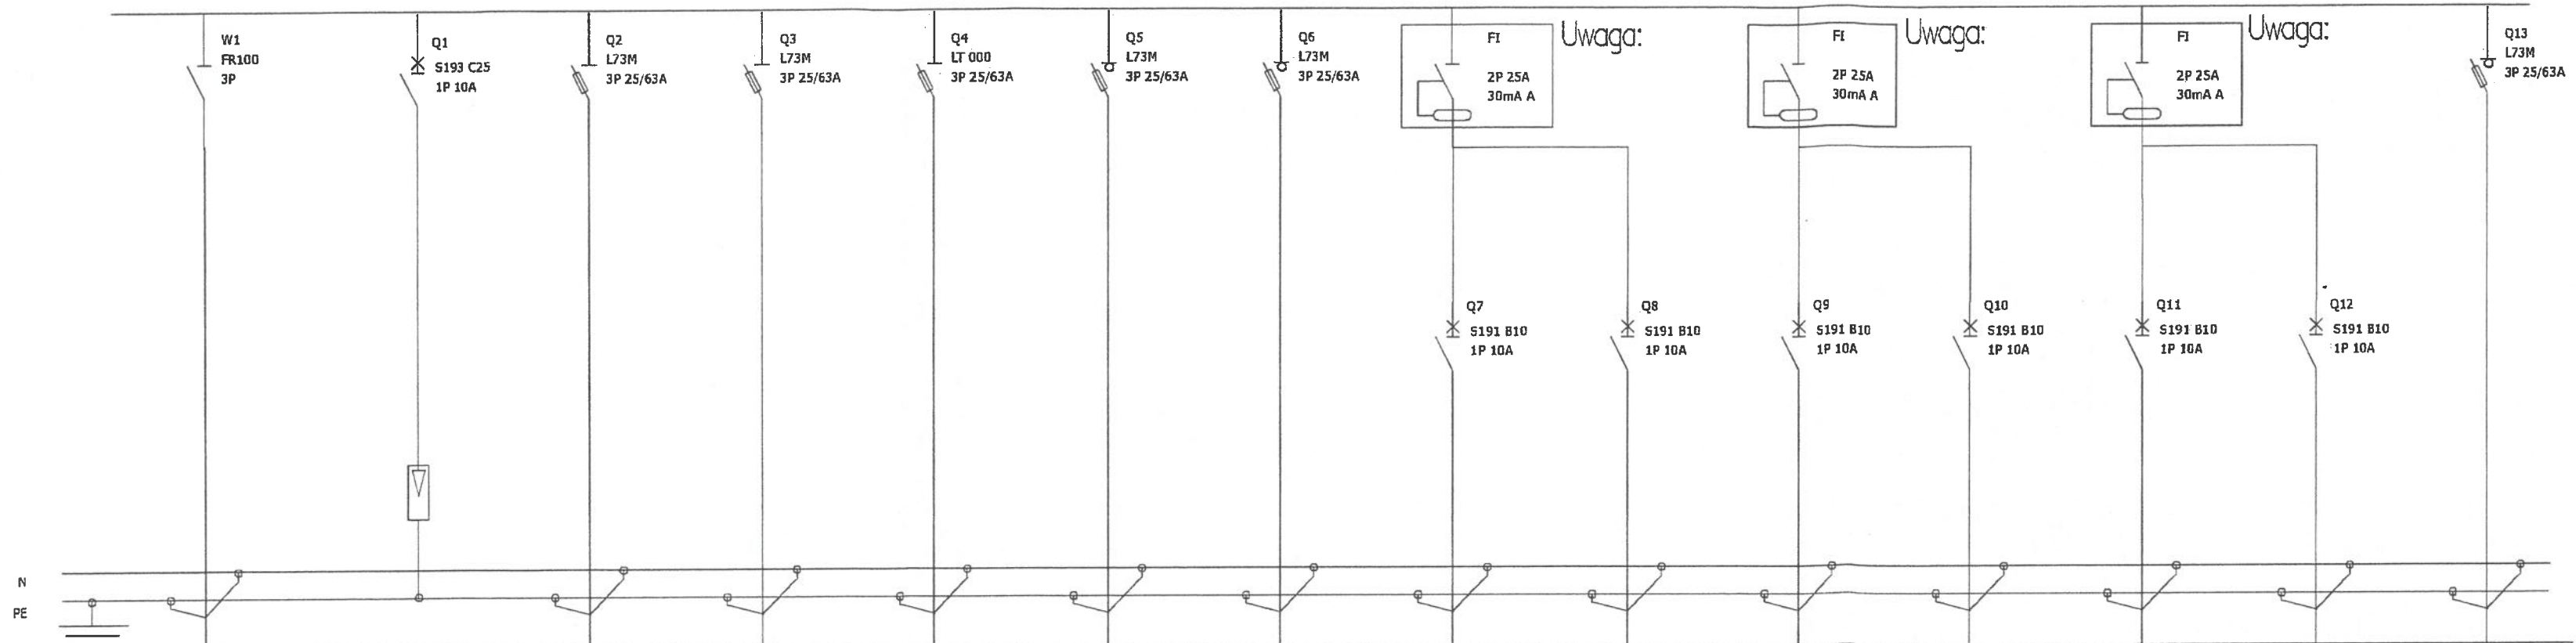 W1
FR100
3P
Q1
S193 C25
1P 10A
Q2
L73M
3P 25/63A
Q3
L73M
3P 25/63A
Q4
LT 000
3P 25/63A
Q5
L73M
3P 25/63A
Q6
L73M
3P 25/63A
FI
2P 25A
30mA A
Uwaga:
FI
2P 25A
30mA A
Uwaga:
FI
2P 25A
30mA A
Uwaga:
Q13
L73M
3P 25/63A
Q7
S191 B10
1P 10A
Q8
S191 B10
1P 10A
Q9
S191 B10
1P 10A
Q10
S191 B10
1P 10A
Q11
S191 B10
1P 10A
Q12
S191 B10
1P 10A
N
PE